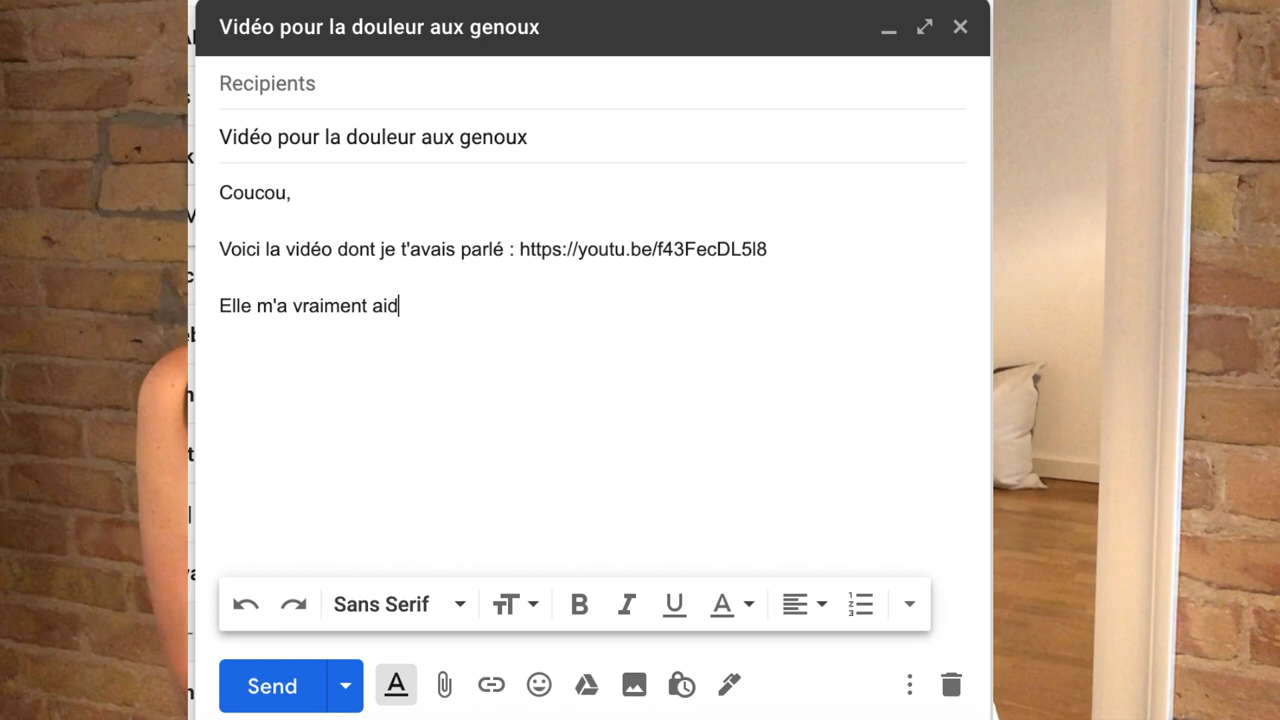 Vidéo pour la douleur aux genoux
Recipients
Vidéo pour la douleur aux genoux
Coucou,
Voici la vidéo dont je t'avais parlé : https://youtu.be/f43FecDL5l8
Elle m'a vraiment aid
Sans Serif
Send